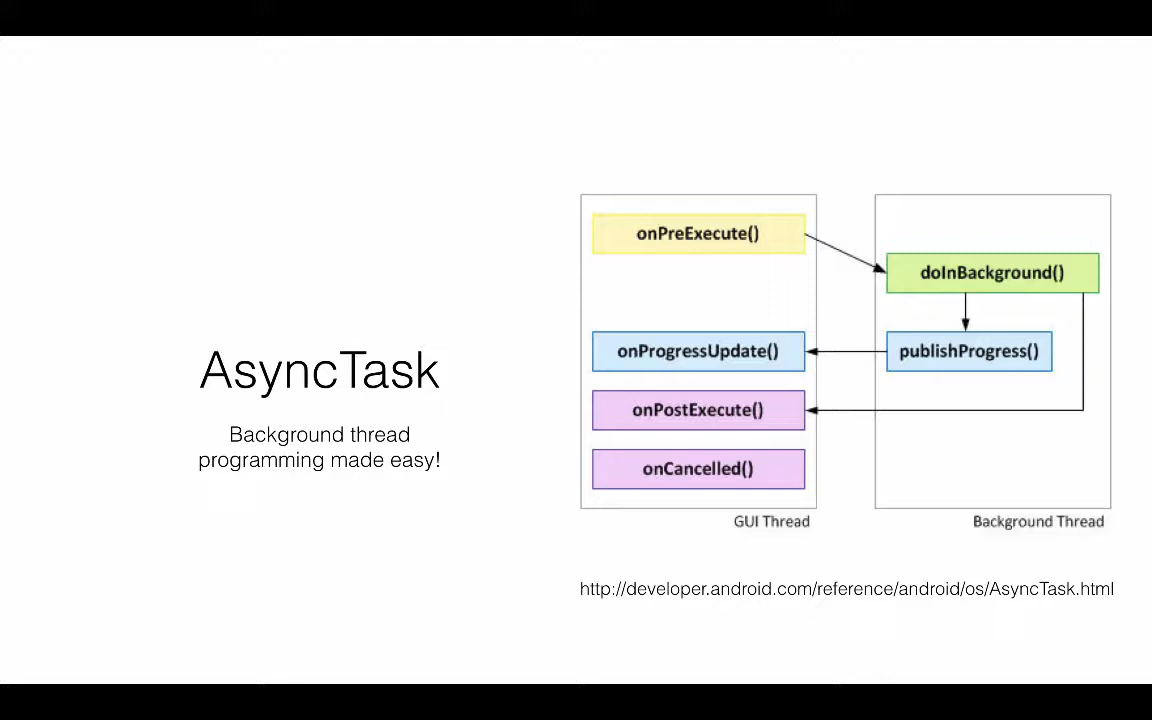 AsyncTask
Background thread
programming made easy!
onPreExecute()
doInBackground()
onProgressUpdate()
publishProgress()
onPostExecute()
onCancelled()
GUI Thread
Background Thread
http://developer.android.com/reference/android/os/AsyncTask.html